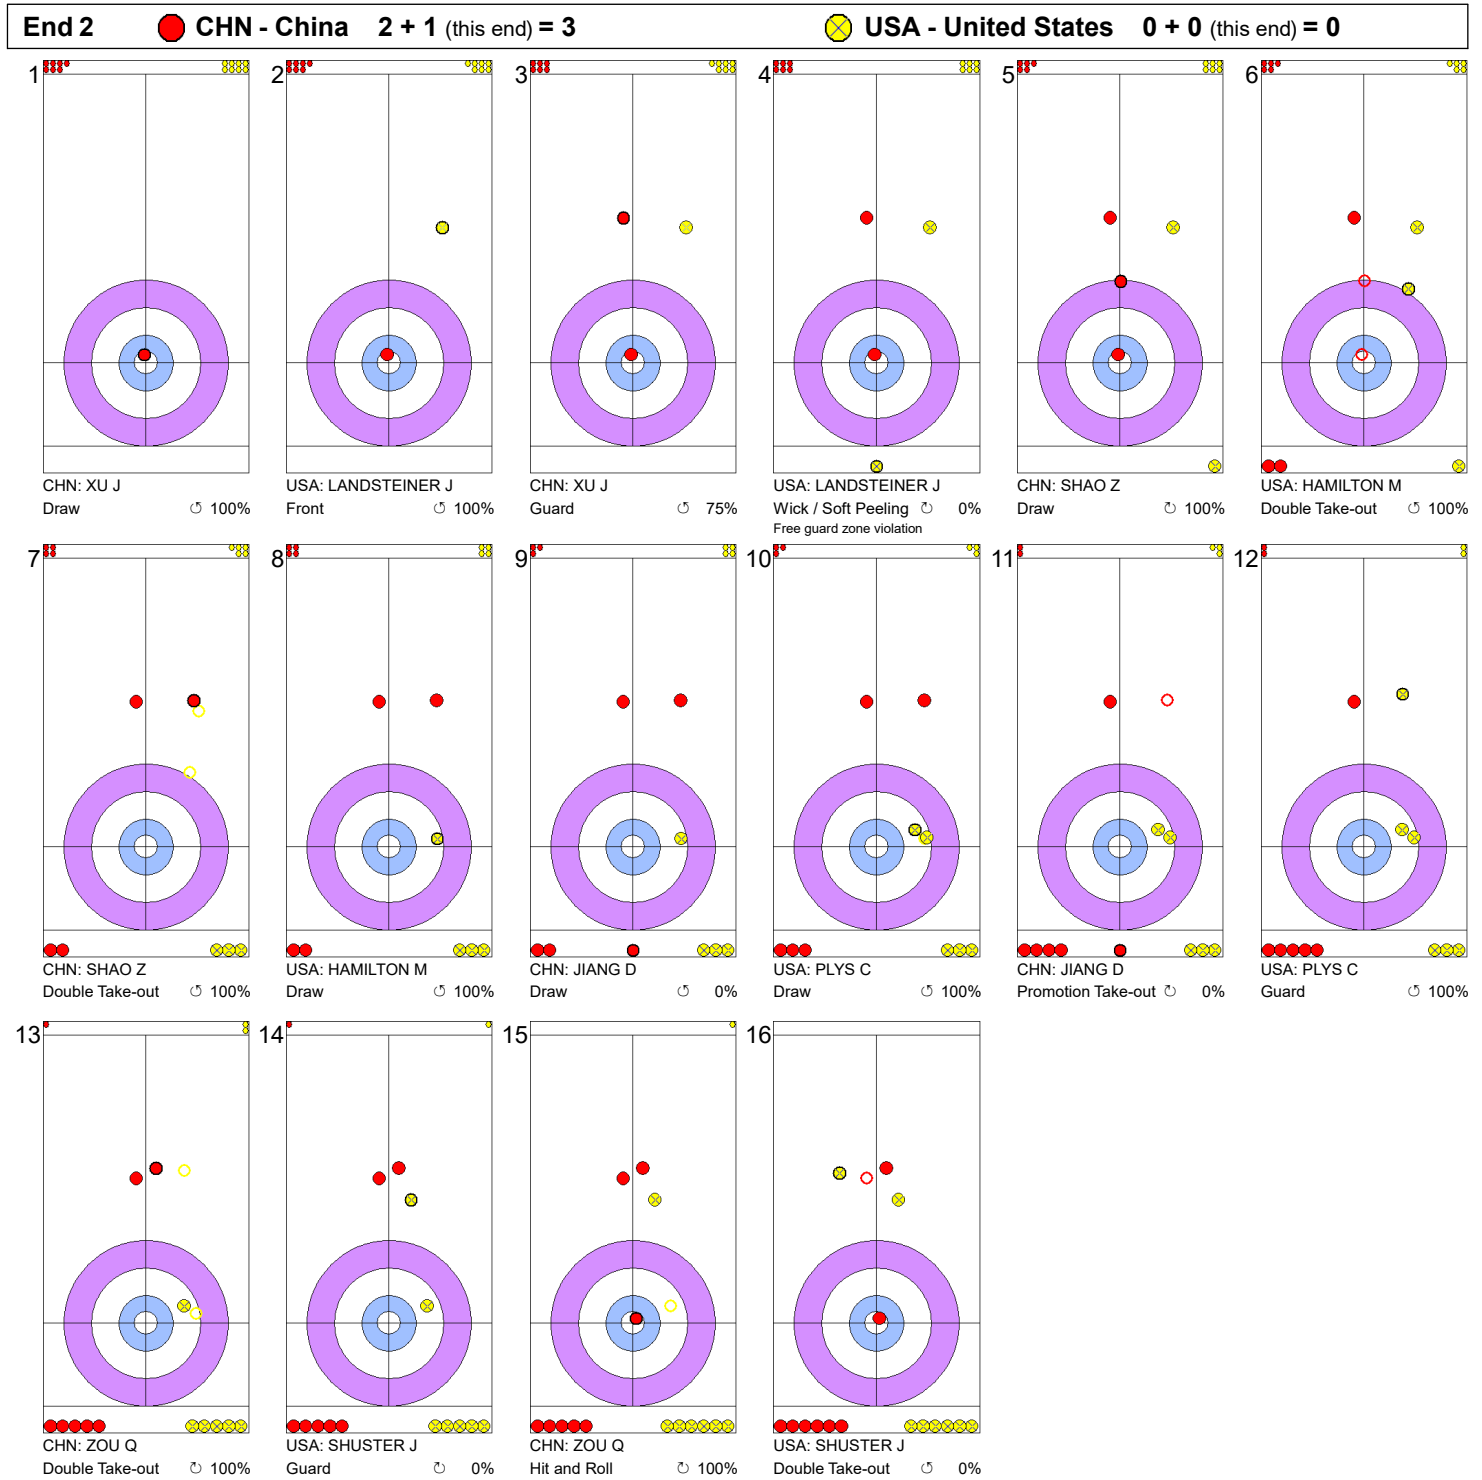 End 2 CHN - China 2 + 1 (this end) = 3 USA - United States 0 + 0 (this end) = 0
1 2 3 4 5 6
CHN: XU J USA: LANDSTEINER J CHN: XU J USA: LANDSTEINER J CHN: SHAO Z USA: HAMILTON M
Draw ↺ 100% Front ↺ 100% Guard ↺ 75% Wick / Soft Peeling ↻ 0% Draw ↻ 100% Double Take-out ↺ 100%
Free guard zone violation
7 8 9 10 11 12
CHN: SHAO Z USA: HAMILTON M CHN: JIANG D USA: PLYS C CHN: JIANG D USA: PLYS C
Double Take-out ↺ 100% Draw ↺ 100% Draw ↺ 0% Draw ↺ 100% Promotion Take-out ↻ 0% Guard ↺ 100%
13 14 15 16
CHN: ZOU Q USA: SHUSTER J CHN: ZOU Q USA: SHUSTER J
Double Take-out ↻ 100% Guard ↻ 0% Hit and Roll ↻ 100% Double Take-out ↺ 0%